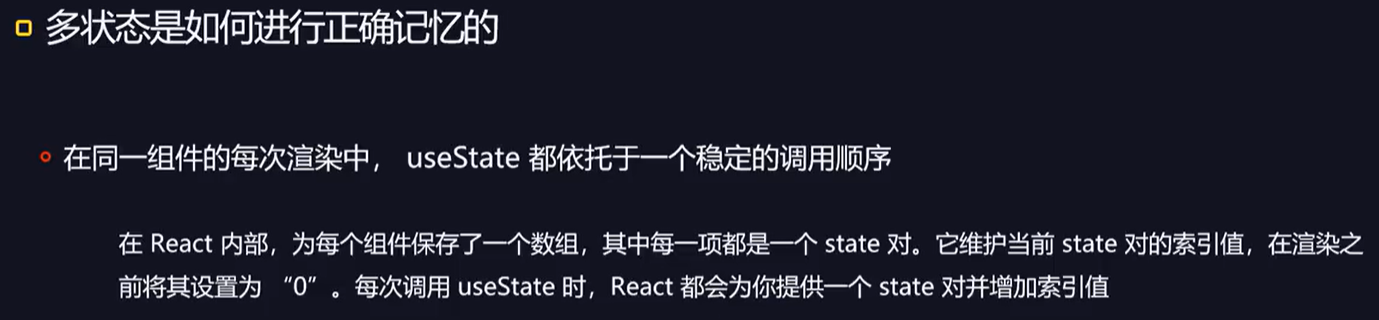 多状态是如何进行正确记忆的
在同一组件的每次渲染中， useState 都依托于一个稳定的调用顺序
在 React 内部，为每个组件保存了一个数组，其中每一项都是一个 state 对。它维护当前 state 对的索引值，在渲染之
前将其设置为 “0”。每次调用 useState 时，React 都会为你提供一个 state 对并增加索引值